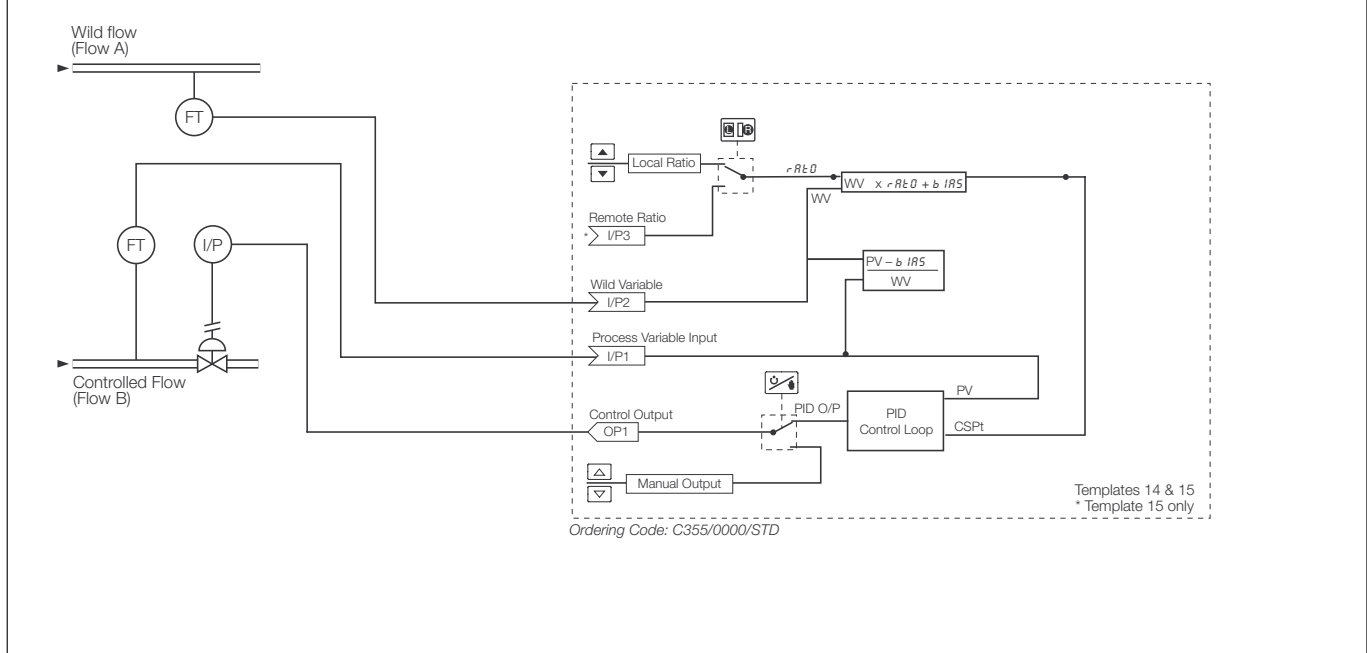 Wild flow
(Flow A)
FT
Local Ratio
L R
rAtO
WV x rAtO + bIAS
WV
Remote Ratio
* I/P3
FT
I/P
PV – bIAS
WV
Wild Variable
I/P2
Process Variable Input
I/P1
Controlled Flow
(Flow B)
PV
Control Output
OP1
PID O/P
PID
Control Loop
CSPt
Manual Output
Templates 14 & 15
* Template 15 only
Ordering Code: C355/0000/STD